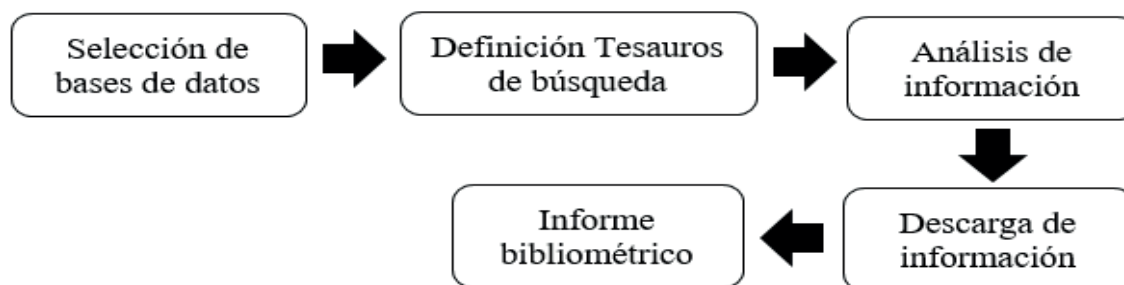 Selección de
bases de datos
Definición Tesauros
de búsqueda
Análisis de
información
Descarga de
información
Informe
bibliométrico